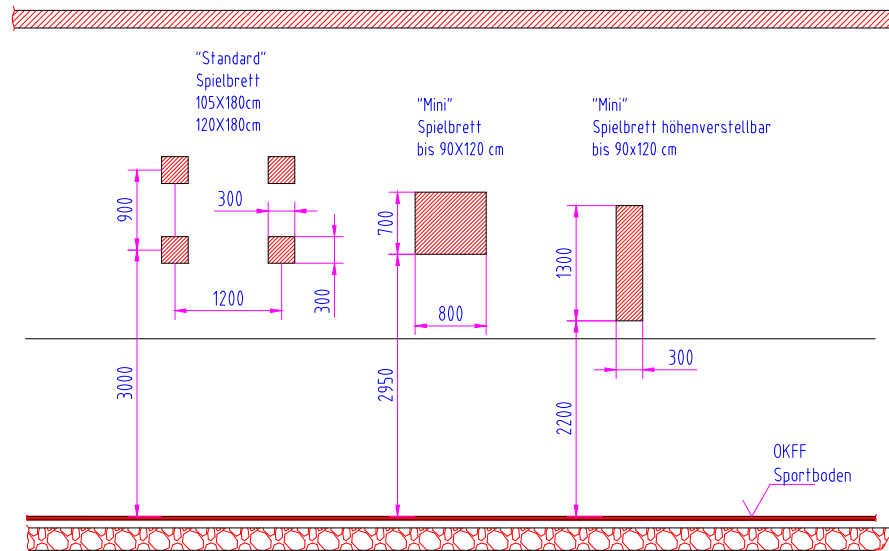 "Standard"
Spielbrett
105X180cm
120X180cm
"Mini"
Spielbrett
bis 90X120 cm
"Mini"
Spielbrett höhenverstellbar
bis 90x120 cm
900
300
300
1200
3000
700
800
2950
1300
300
2200
OKFF
Sportboden